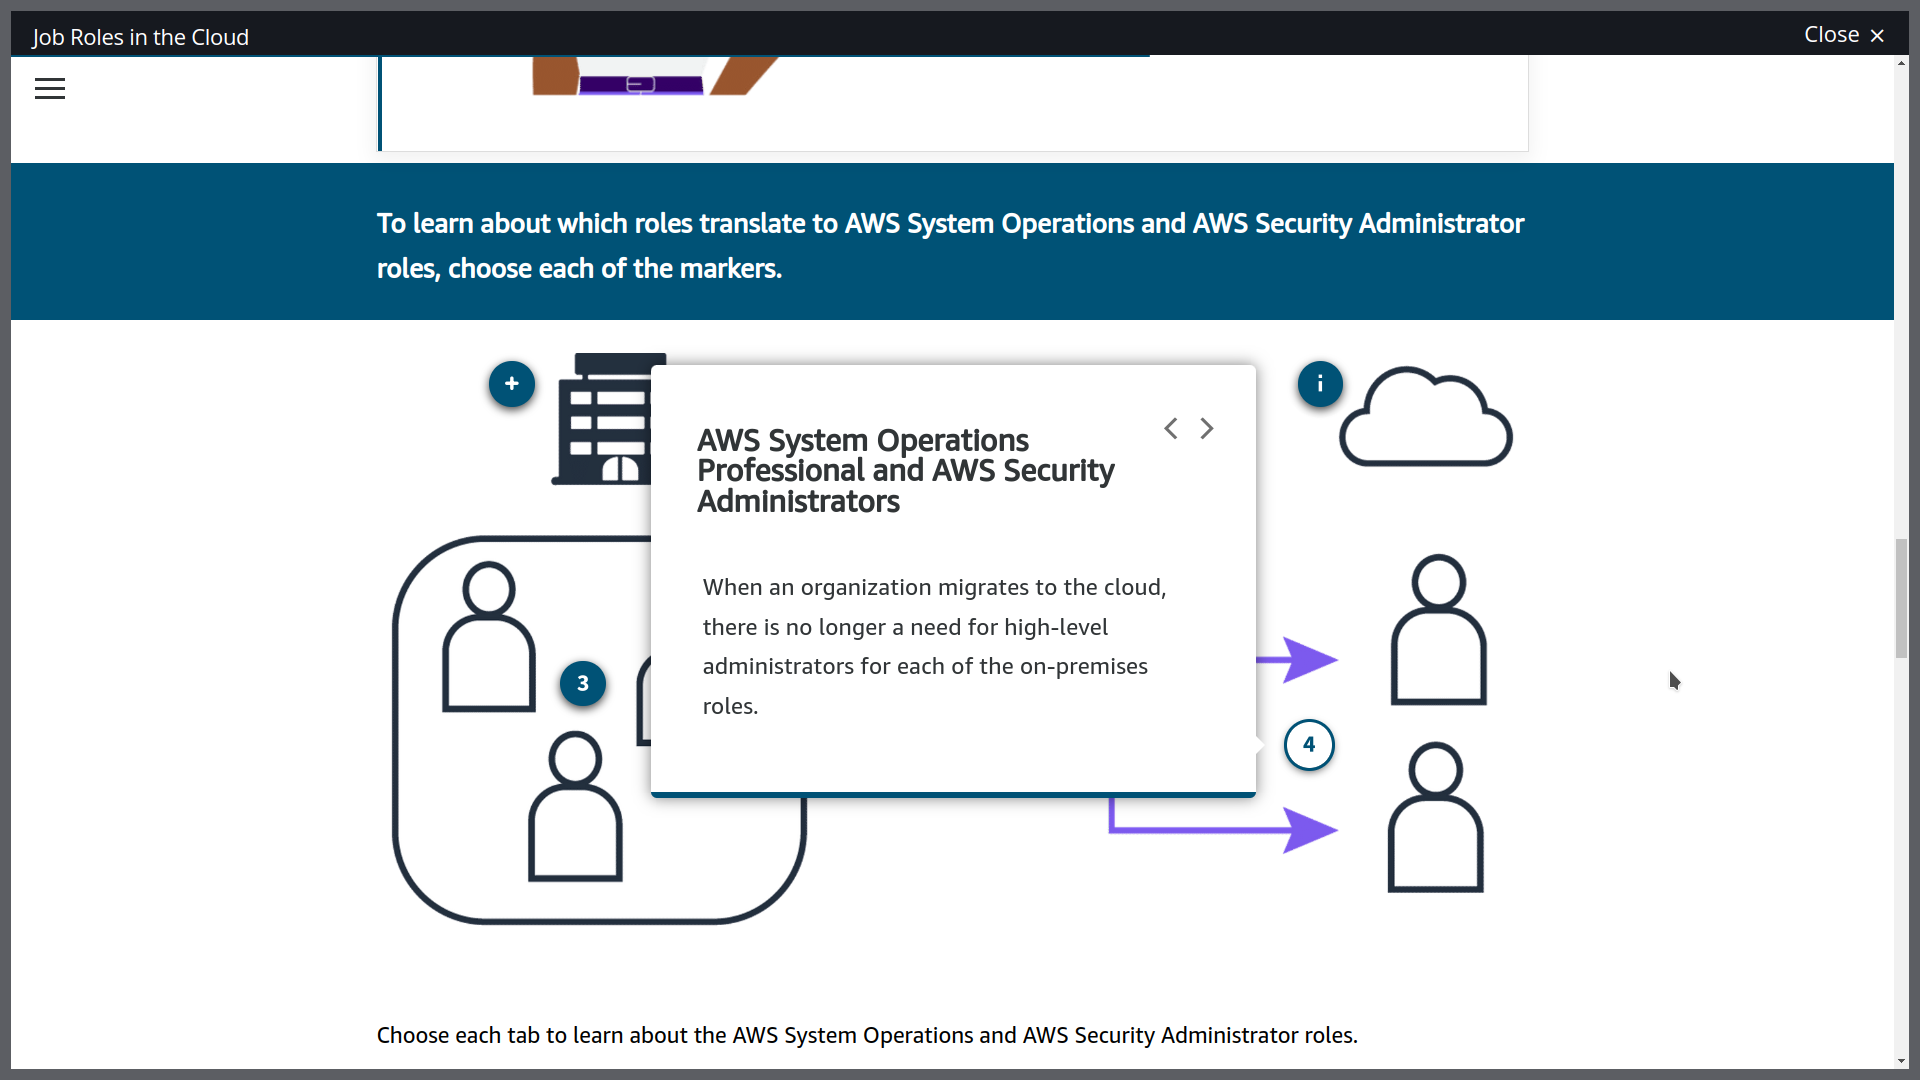 Job Roles in the Cloud
Close ×
To learn about which roles translate to AWS System Operations and AWS Security Administrator
roles, choose each of the markers.
+
i
AWS System Operations
Professional and AWS Security
Administrators
When an organization migrates to the cloud,
there is no longer a need for high-level
administrators for each of the on-premises
roles.
3
4
Choose each tab to learn about the AWS System Operations and AWS Security Administrator roles.